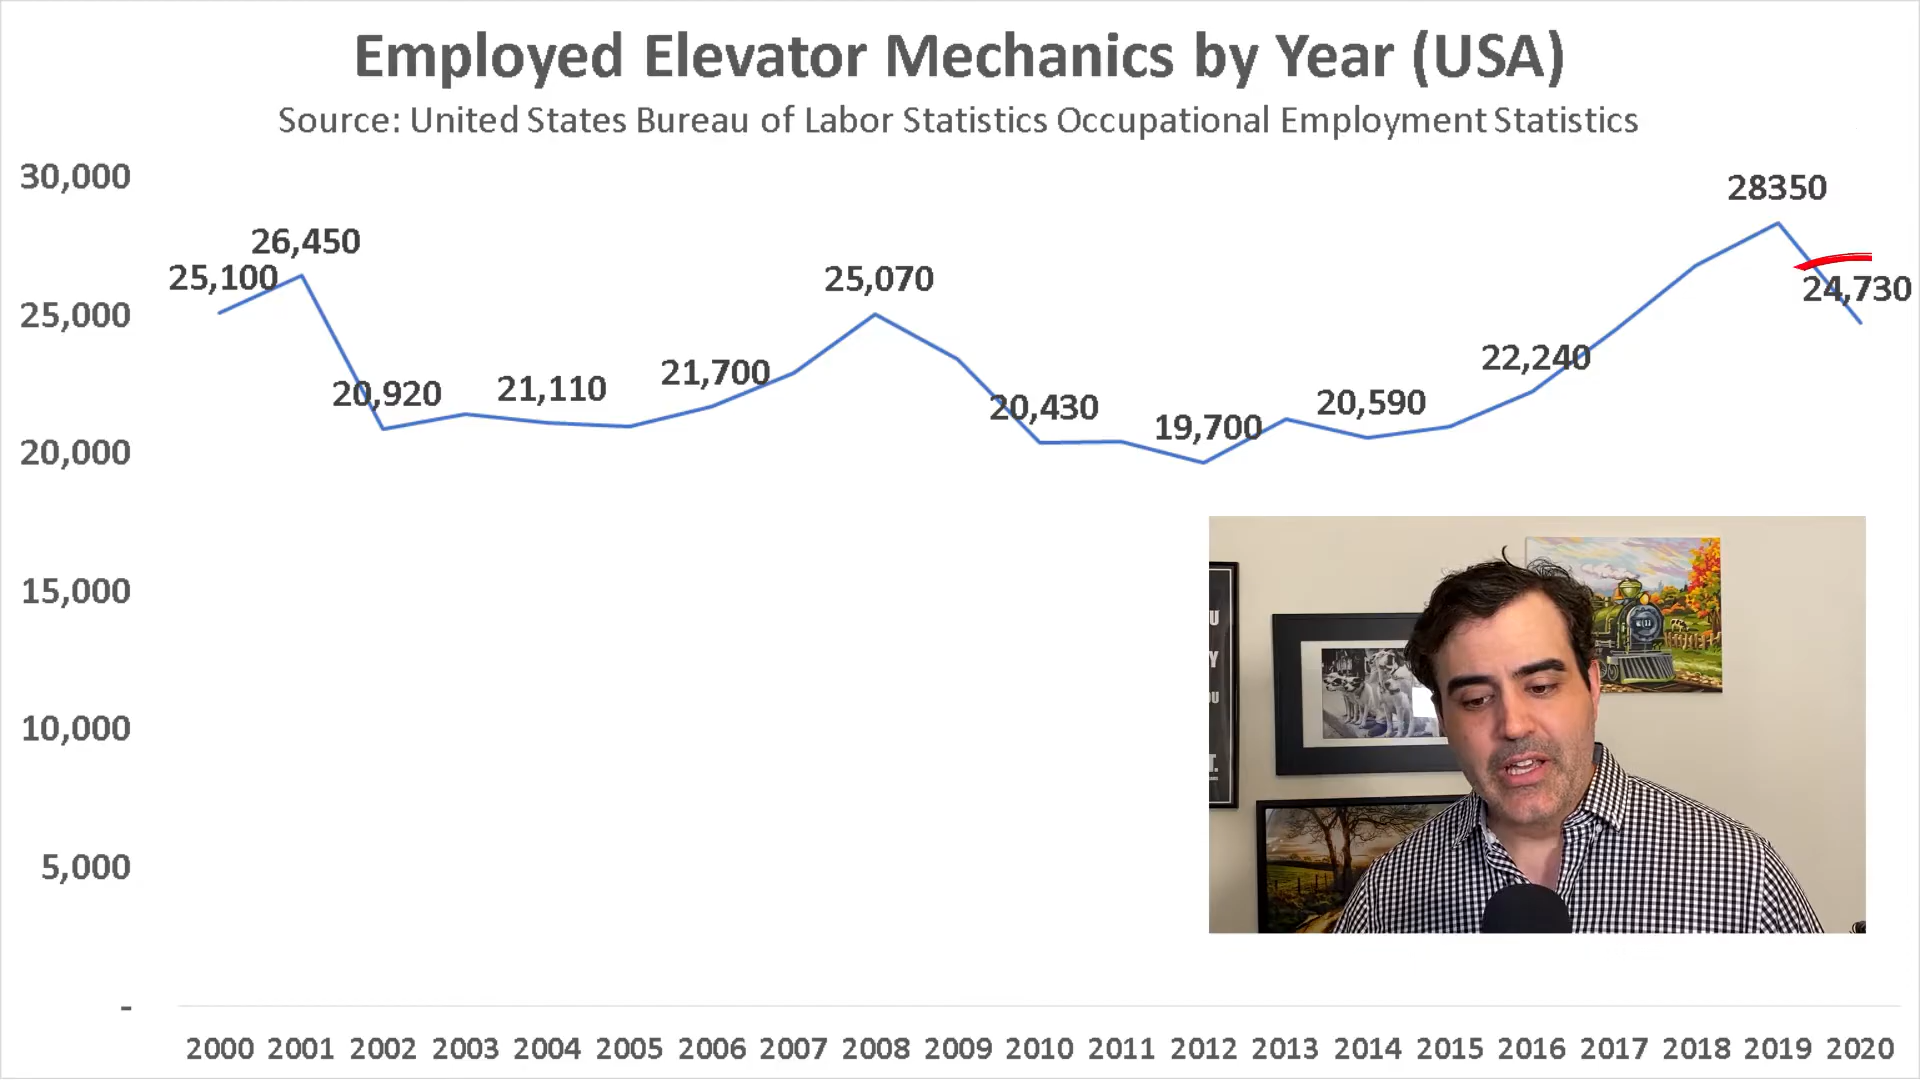 Employed Elevator Mechanics by Year (USA)
Source: United States Bureau of Labor Statistics Occupational Employment Statistics
30,000
25,000
20,000
15,000
10,000
5,000
-
25,100
26,450
20,920
21,110
21,700
25,070
20,430
19,700
20,590
22,240
28350
24,730
2000 2001 2002 2003 2004 2005 2006 2007 2008 2009 2010 2011 2012 2013 2014 2015 2016 2017 2018 2019 2020
U
Y
OU
T.